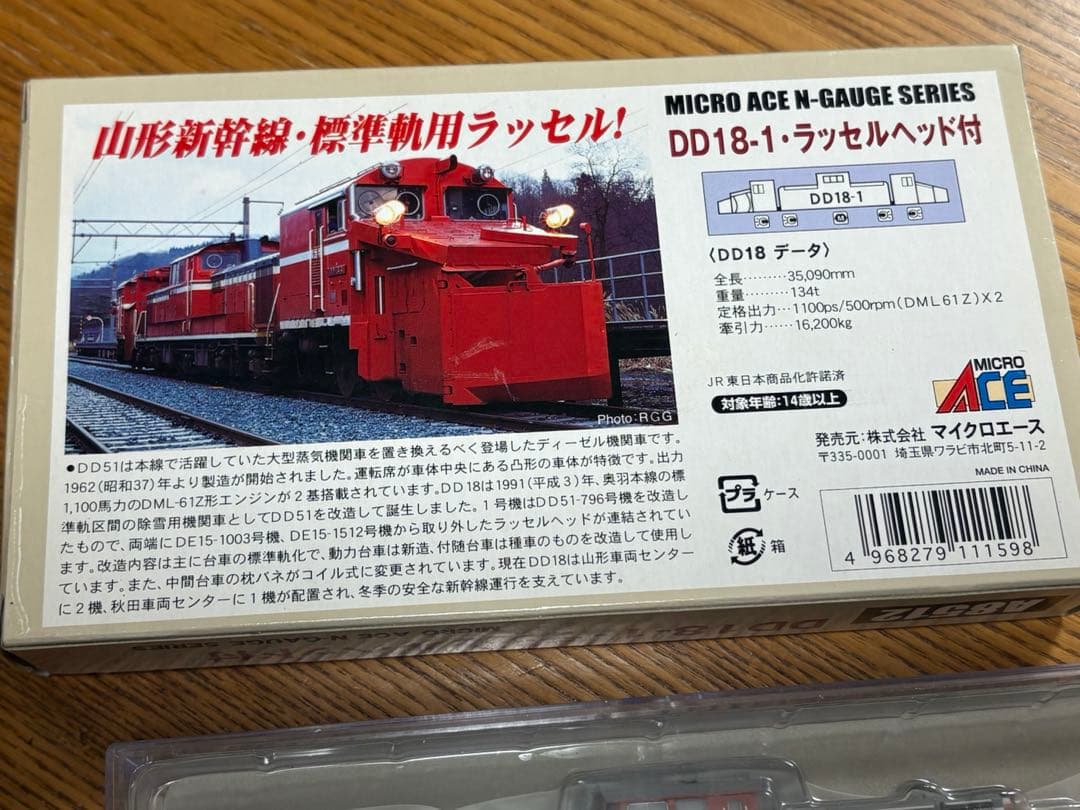 山形新幹線・標準軌用ラッセル!
MICRO ACE N-GAUGE SERIES
DD18-1・ラッセルヘッド付
DD18-1
〈DD18 データ〉
全長………35,090mm
重量………134t
定格出力…1100ps/500rpm(DML61Z)X2
牽引力……16,200kg
Photo:RGG
JR東日本商品化許諾済
対象年齢:14歳以上
MICRO
ACE
発売元:株式会社 マイクロエース
〒335-0001 埼玉県ワラビ市北町5-11-2
MADE IN CHINA
●DD51は本線で活躍していた大型蒸気機関車を置き換えるべく登場したディーゼル機関車です。
1962(昭和37)年より製造が開始されました。運転席が車体中央にある凸形の車体が特徴です。出力
1,100馬力のDML-61Z形エンジンが2基搭載されています。DD18は1991(平成3)年、奥羽本線の標
準軌区間の除雪用機関車としてDD51を改造して誕生しました。1号機はDD51-796号機を改造し
たもので、両端にDE15-1003号機、DE15-1512号機から取り外したラッセルヘッドが連結されてい
ます。改造内容は主に台車の標準軌化で、動力台車は新造、付随台車は種車のものを改造して使用し
ています。また、中間台車の枕バネがコイル式に変更されています。現在DD18は山形車両センター
に2機、秋田車両センターに1機が配置され、冬季の安全な新幹線運行を支えています。
プラ
ケース
紙
箱
4 968279 111598
A8512
MICRO ACE N GAUGE SERIES